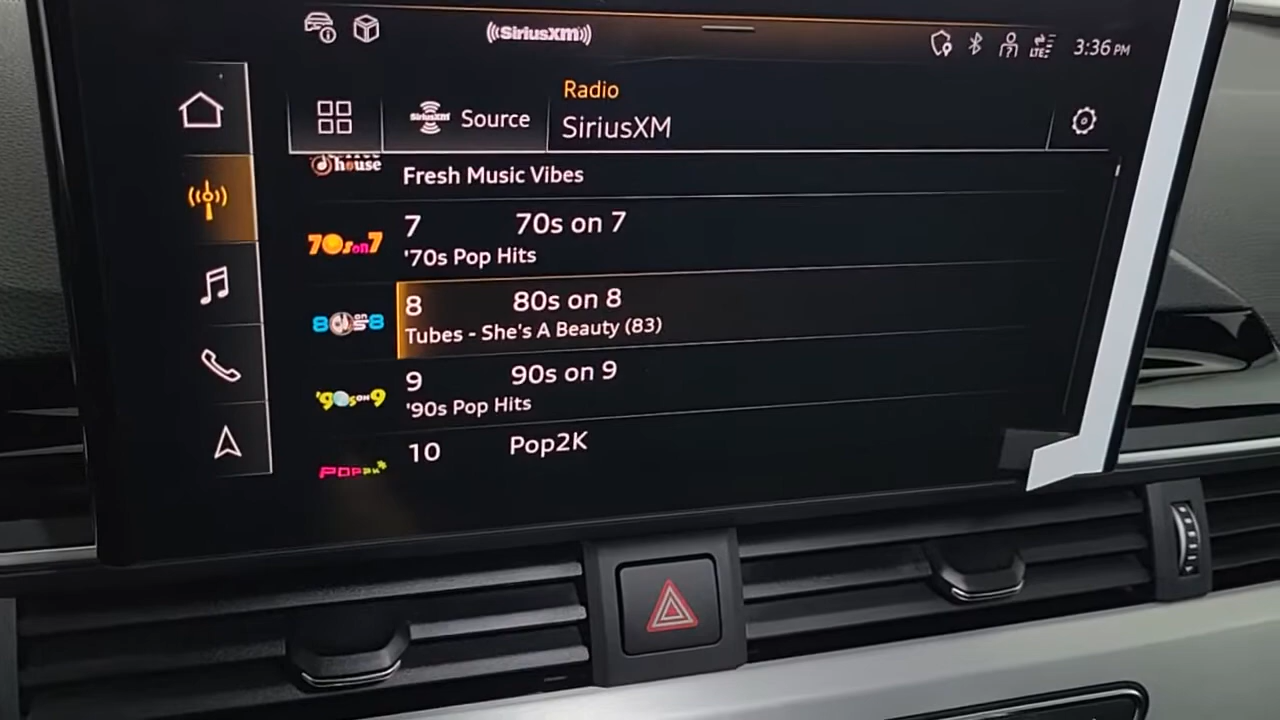 ((SiriusXM))
LTE
3:36 PM
Radio
SiriusXM Source
SiriusXM
house
Fresh Music Vibes
70s on 7
7 70s on 7
'70s Pop Hits
80s on 8
8 80s on 8
Tubes - She's A Beauty (83)
'90s on 9
9 90s on 9
'90s Pop Hits
POP2K
10 Pop2K